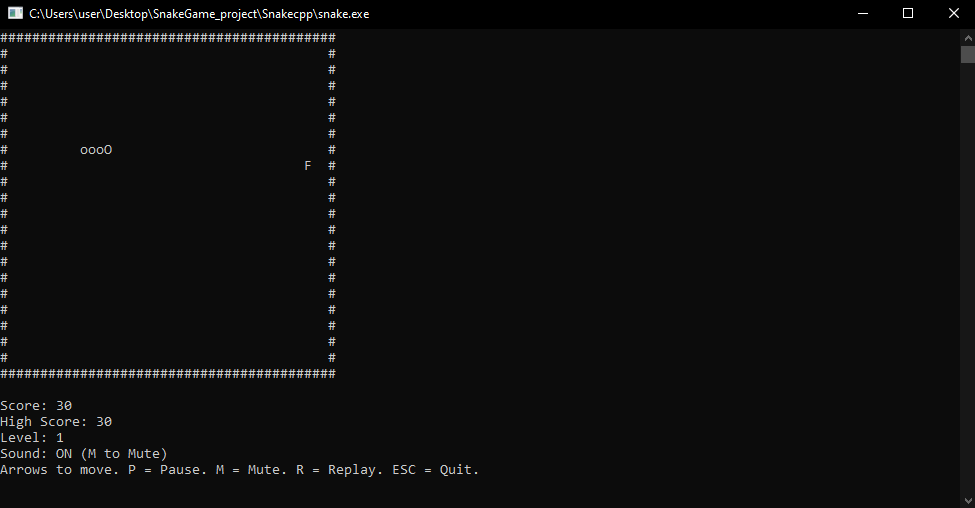 C:\Users\user\Desktop\SnakeGame_project\Snakecpp\snake.exe
##########################################
#                                        #
#                                        #
#                                        #
#                                        #
#                                        #
#                                        #
#         oooO                           #
#                                     F  #
#                                        #
#                                        #
#                                        #
#                                        #
#                                        #
#                                        #
#                                        #
#                                        #
#                                        #
#                                        #
#                                        #
#                                        #
##########################################
Score: 30
High Score: 30
Level: 1
Sound: ON (M to Mute)
Arrows to move. P = Pause. M = Mute. R = Replay. ESC = Quit.